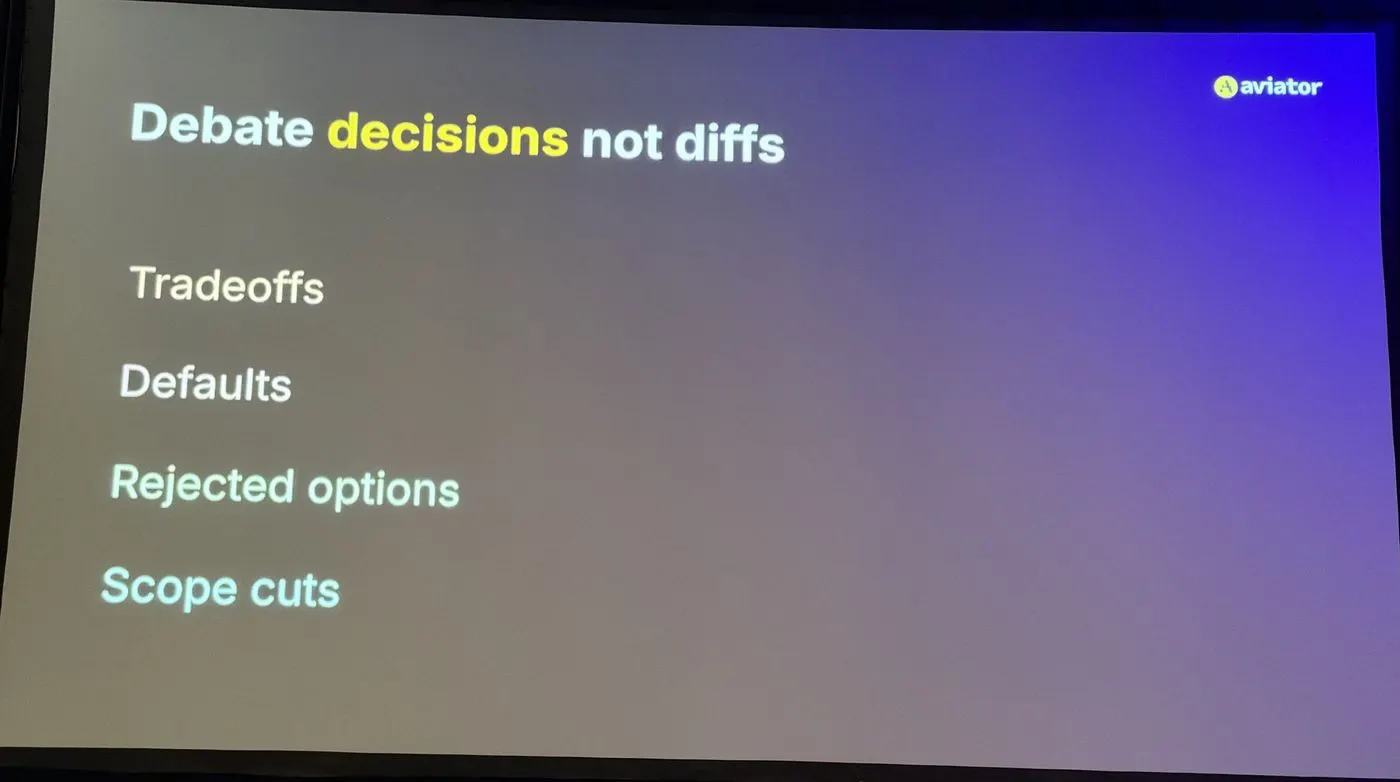 aviator
Debate decisions not diffs
Tradeoffs
Defaults
Rejected options
Scope cuts